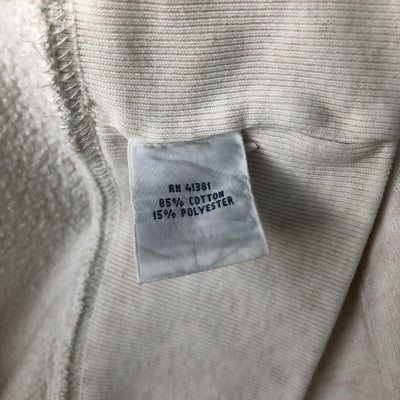 RN 41381
85% COTTON
15% POLYESTER